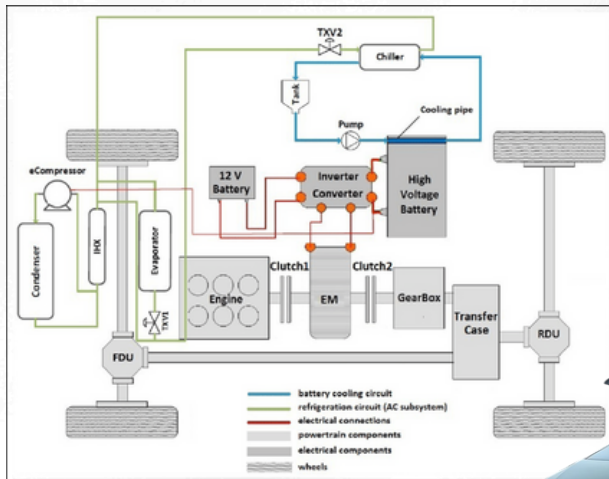 TXV2
Chiller
Tank
Pump
Cooling pipe
eCompressor
12 V
Battery
Inverter
Converter
High
Voltage
Battery
Condenser
IHX
Evaporator
TXV1
Engine
Clutch1
EM
Clutch2
GearBox
Transfer
Case
FDU
RDU
battery cooling circuit
refrigeration circuit (AC subsystem)
electrical connections
powertrain components
electrical components
wheels